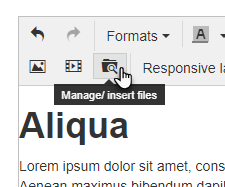 Formats A
Responsive la
Manage/ insert files
Aliqua
Lorem ipsum dolor sit amet, cons
Aenean maximus bibendum dapil